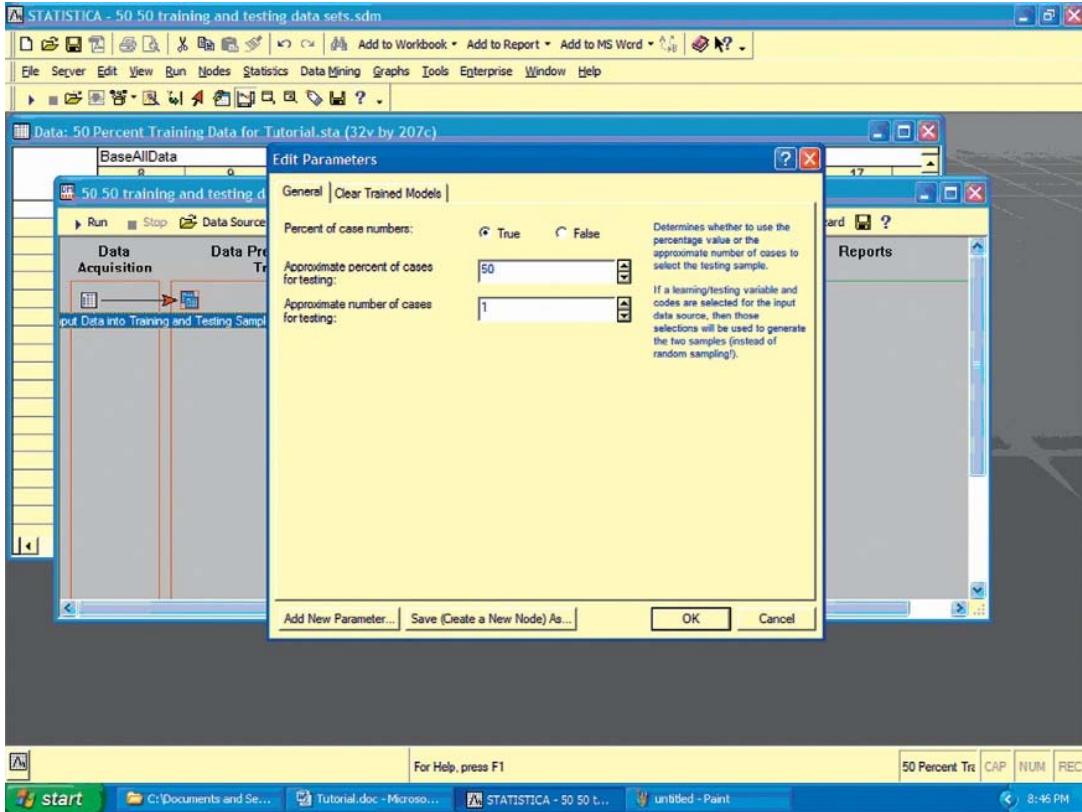 STATISTICA - 50 50 training and testing data sets.sdm
Add to Workbook Add to Report Add to MS Word
File Server Edit View Run Nodes Statistics Data Mining Graphs Tools Enterprise Window Help
Data: 50 Percent Training Data for Tutorial.sta (32v by 207c)
BaseAllData
8 9 17
50 50 training and testing d
Run Stop Data Source
Data Acquisition
Data Pre
Tr
put Data into Training and Testing Sampl
Reports
Edit Parameters
General Clear Trained Models
Percent of case numbers: True False
Approximate percent of cases
for testing: 50
Approximate number of cases
for testing: 1
Determines whether to use the
percentage value or the
approximate number of cases to
select the testing sample.
If a learning/testing variable and
codes are selected for the input
data source, then those
selections will be used to generate
the two samples (instead of
random sampling!).
Add New Parameter... Save (Create a New Node) As... OK Cancel
For Help, press F1
50 Percent Tra CAP NUM REC
start C:\Documents and Se... Tutorial.doc - Microso... STATISTICA - 50 50 t... untitled - Paint 8:46 PM